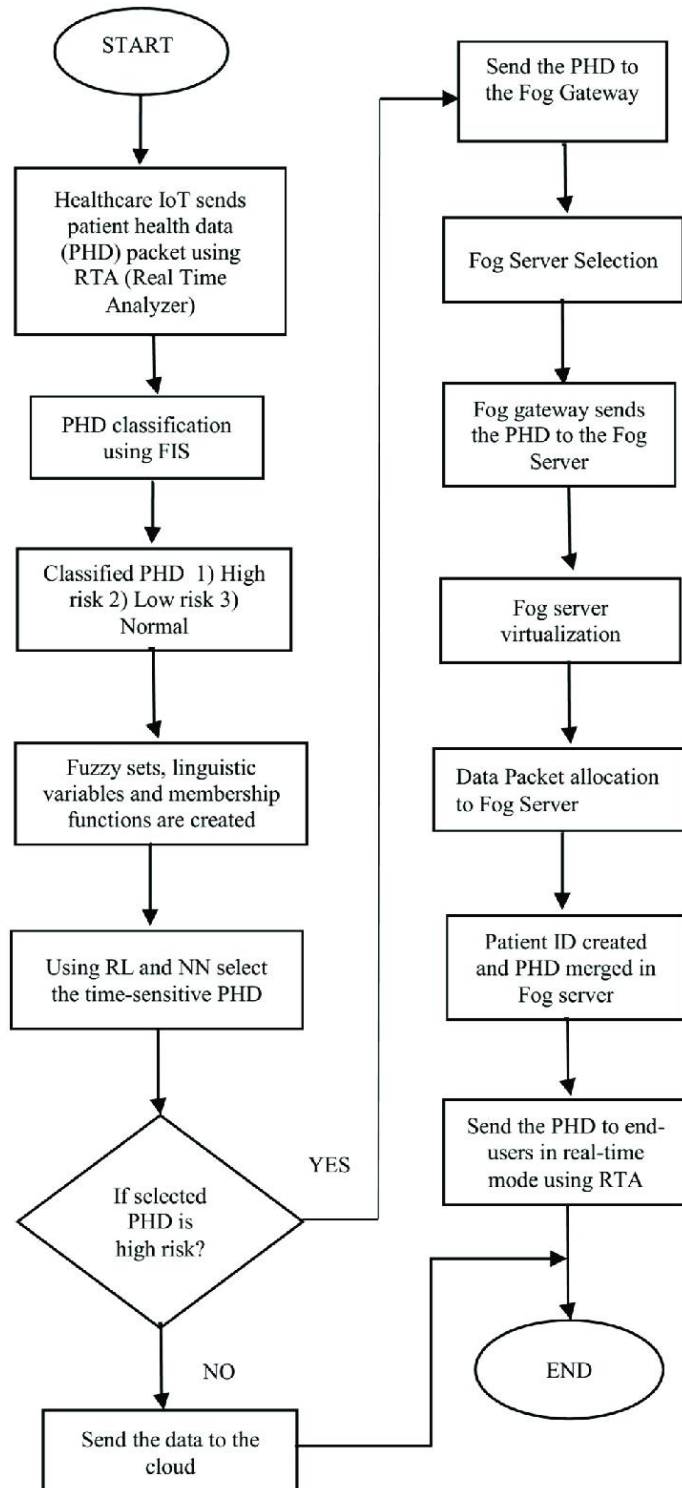 START
Healthcare IoT sends
patient health data
(PHD) packet using
RTA (Real Time
Analyzer)
PHD classification
using FIS
Classified PHD 1) High
risk 2) Low risk 3)
Normal
Fuzzy sets, linguistic
variables and membership
functions are created
Using RL and NN select
the time-sensitive PHD
If selected
PHD is
high risk?
YES
NO
Send the data to the
cloud
Send the PHD to
the Fog Gateway
Fog Server Selection
Fog gateway sends
the PHD to the Fog
Server
Fog server
virtualization
Data Packet allocation
to Fog Server
Patient ID created
and PHD merged in
Fog server
Send the PHD to end-
users in real-time
mode using RTA
END